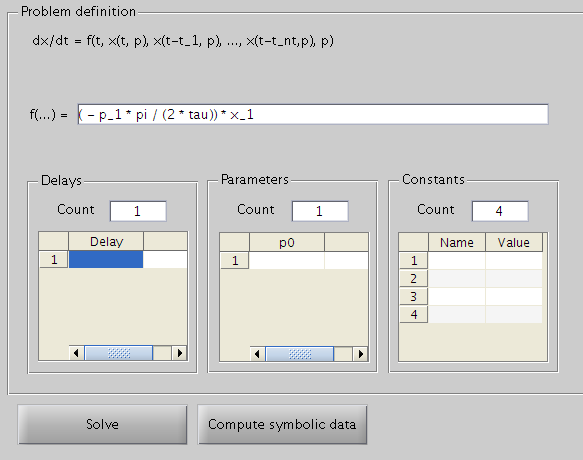 Problem definition
dx/dt = f(t, x(t, p), x(t-t_1, p), ..., x(t-t_nt,p), p)
f(...) = ( - p_1 * pi / (2 * tau)) * x_1
Delays Parameters Constants
Count 1 Count 1 Count 4
Delay p0 Name Value
1 1 1
2
3
4
Solve Compute symbolic data